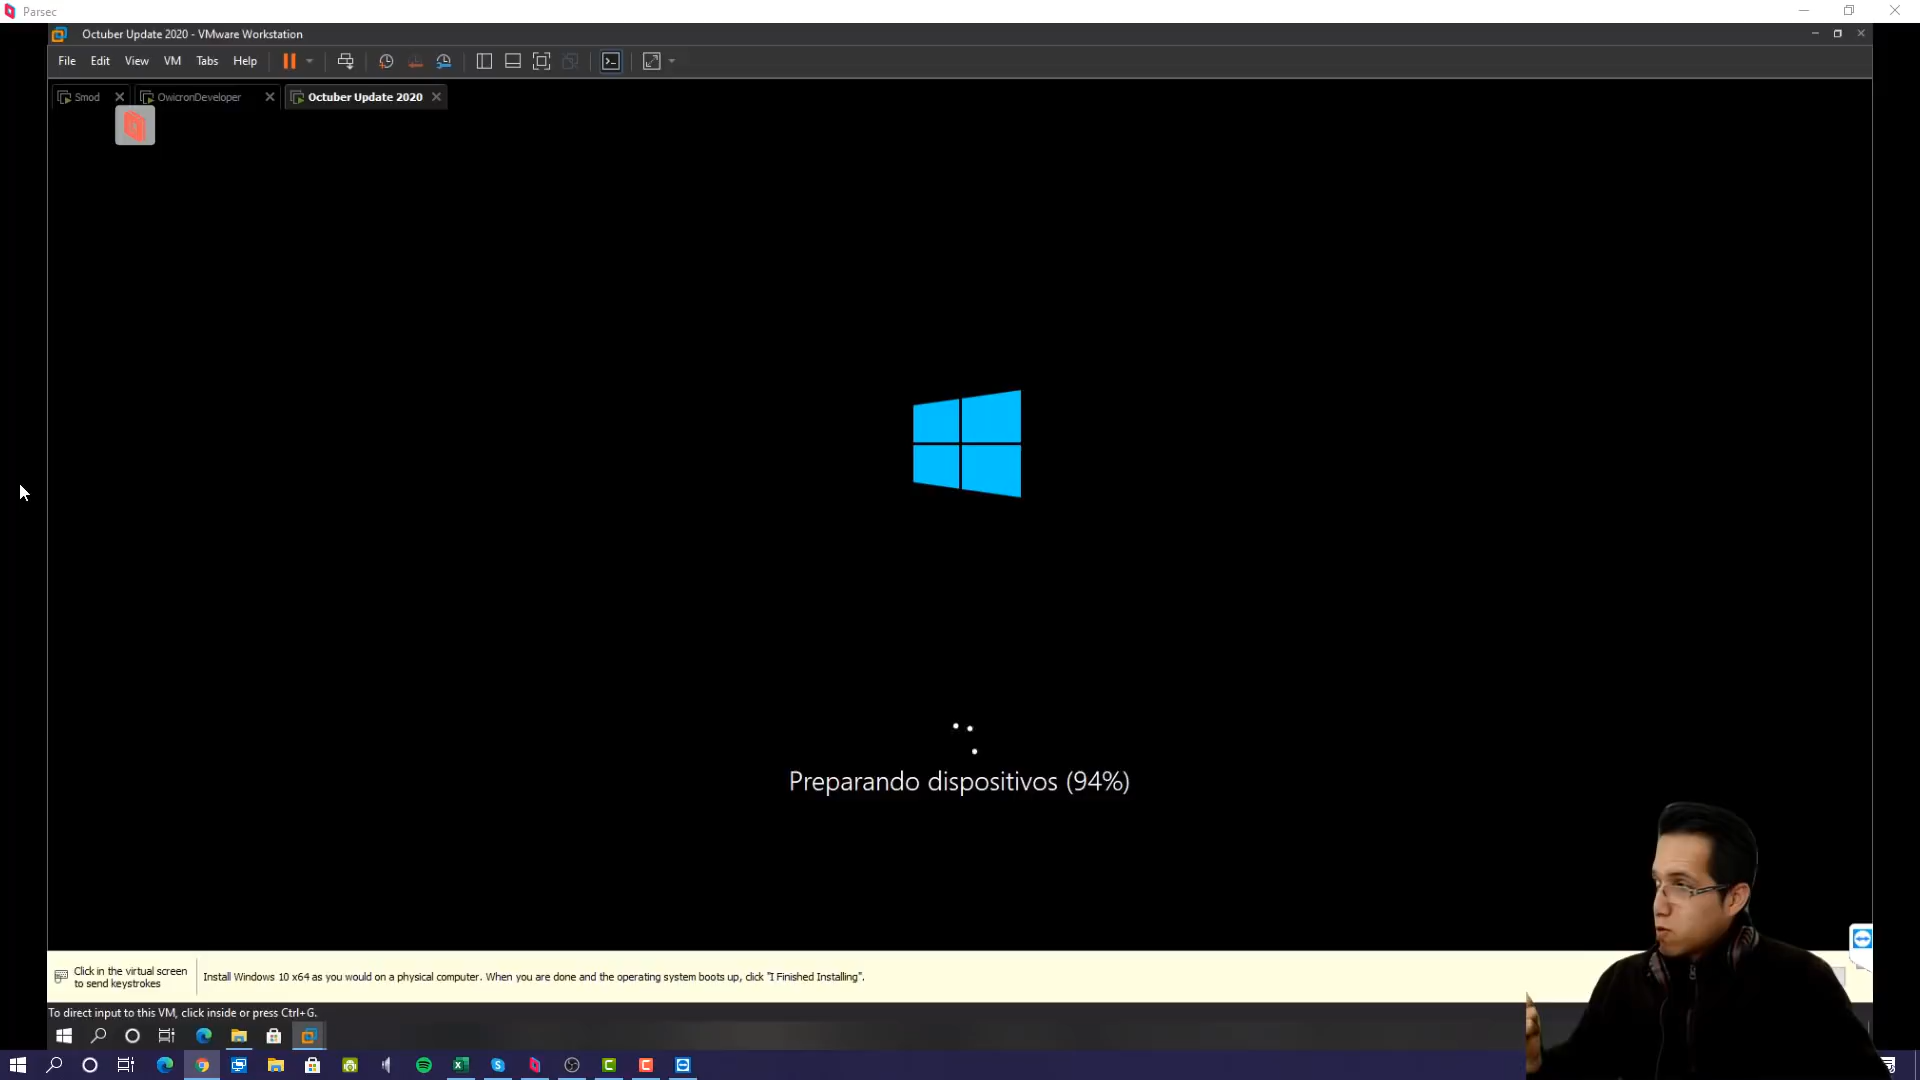 Parsec
Octuber Update 2020 - VMware Workstation
File Edit View VM Tabs Help
Smod OwicronDeveloper Octuber Update 2020
Preparando dispositivos (94%)
Click in the virtual screen
to send keystrokes
Install Windows 10 x64 as you would on a physical computer. When you are done and the operating system boots up, click "I Finished Installing".
To direct input to this VM, click inside or press Ctrl+G.